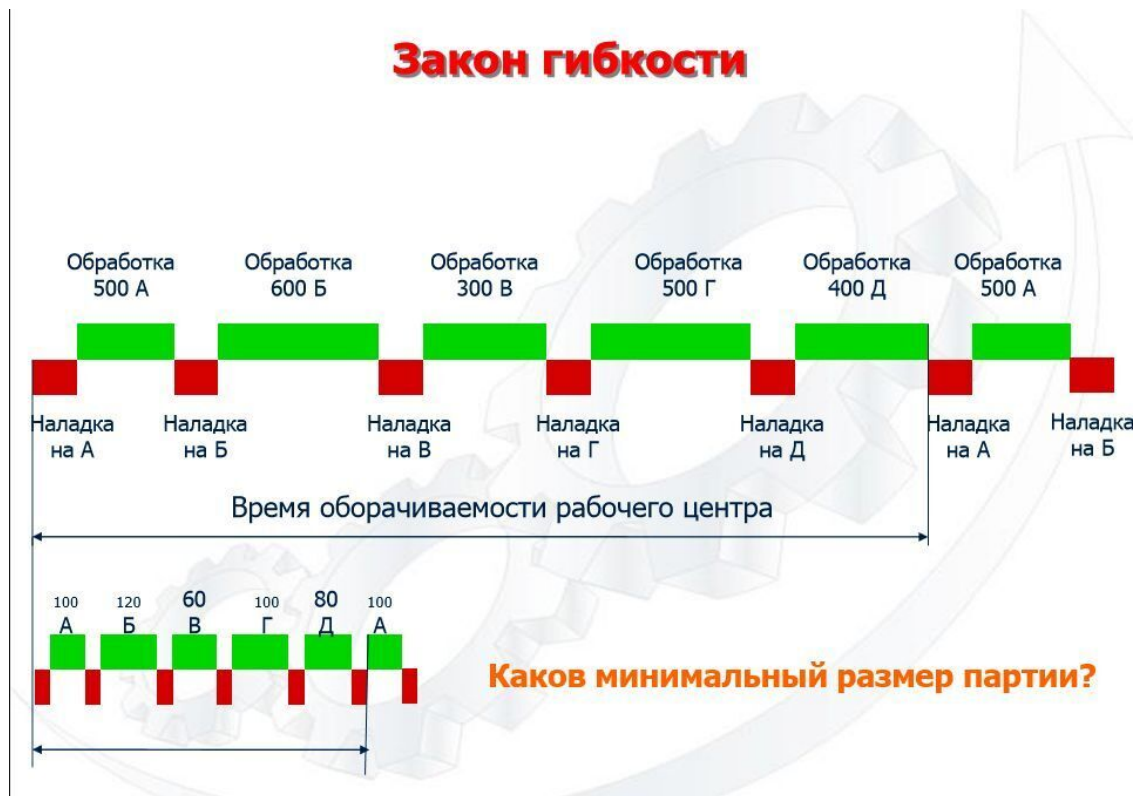 Закон гибкости
Обработка
500 А
Обработка
600 Б
Обработка
300 В
Обработка
500 Г
Обработка
400 Д
Обработка
500 А
Наладка
на А
Наладка
на Б
Наладка
на В
Наладка
на Г
Наладка
на Д
Наладка
на А
Наладка
на Б
Время оборачиваемости рабочего центра
100
А
120
Б
60
В
100
Г
80
Д
100
А
Каков минимальный размер партии?